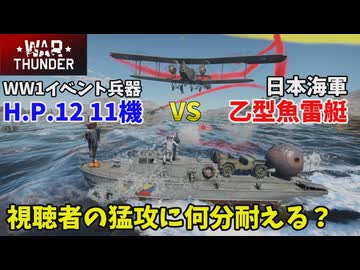 WAR
THUNDER
WW1イベント兵器
H.P.12 11機
VS
日本海軍
乙型魚雷艇
視聴者の猛攻に何分耐える？